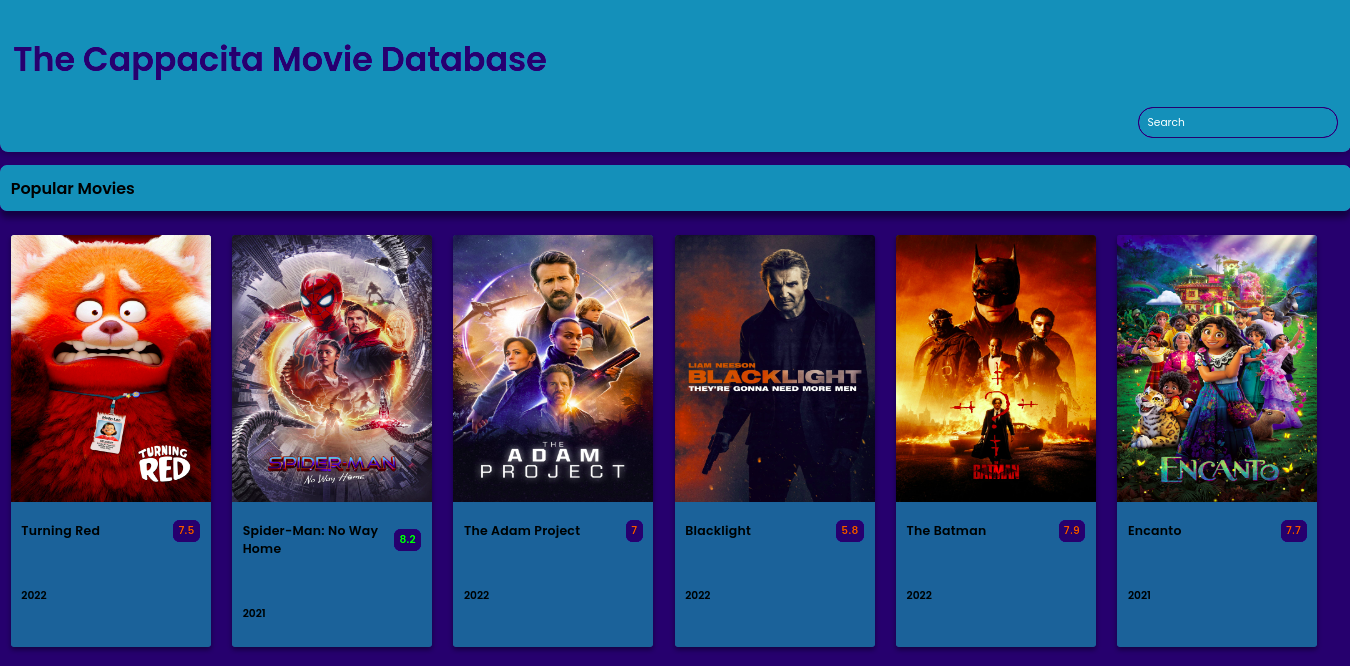 The Cappacita Movie Database
Search
Popular Movies
TURNING
RED
SPIDER-MAN
No Way Home
THE
ADAM
PROJECT
LIAM NEESON
BLACKLIGHT
THEY'RE GONNA NEED MORE MEN
THE
BATMAN
ENCANTO
Turning Red
7.5
Spider-Man: No Way
Home
8.2
The Adam Project
7
Blacklight
5.8
The Batman
7.9
Encanto
7.7
2022
2021
2022
2022
2022
2021